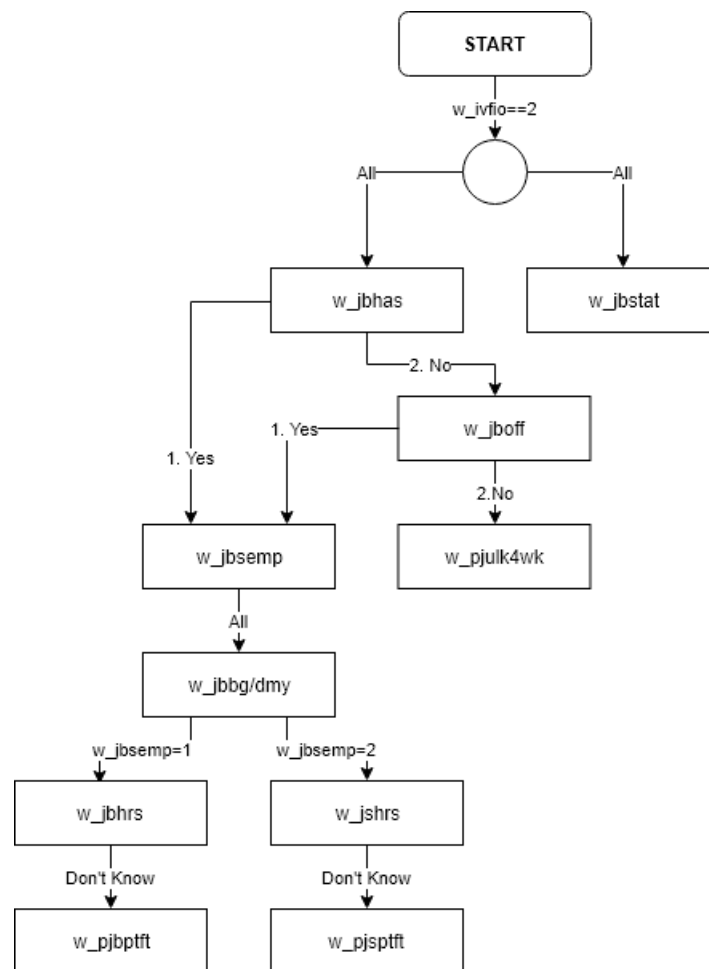 START
w_ivfio==2
All
All
w_jbhas
w_jbstat
2. No
w_jboff
1. Yes
1. Yes
2.No
w_jbsemp
w_pjulk4wk
All
w_jbbg/dmy
w_jbsemp=1
w_jbsemp=2
w_jbhrs
w_jshrs
Don't Know
Don't Know
w_pjbptft
w_pjsptft